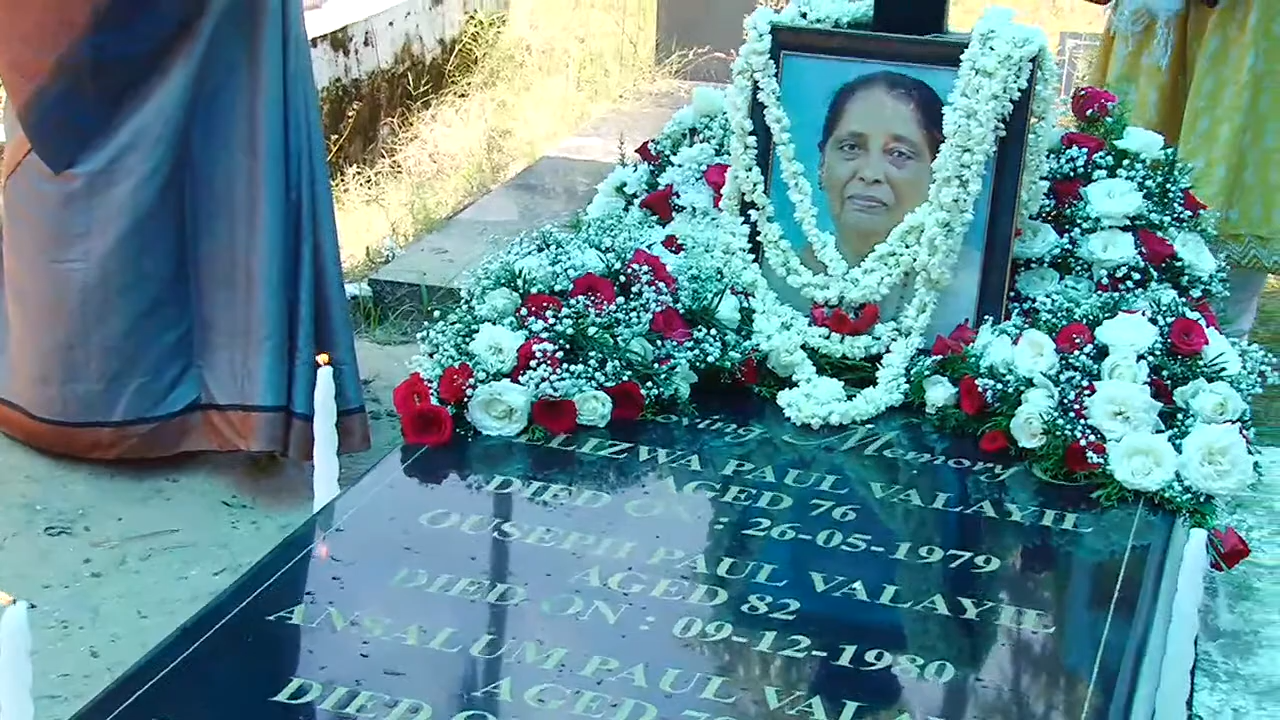 Loving Memory
ELIZWA PAUL VALAYIL
AGED 76
DIED ON : 26-05-1979
OUSEPH PAUL VALAYIL
AGED 82
DIED ON : 09-12-1980
ANSALUM PAUL
AGED
DIED